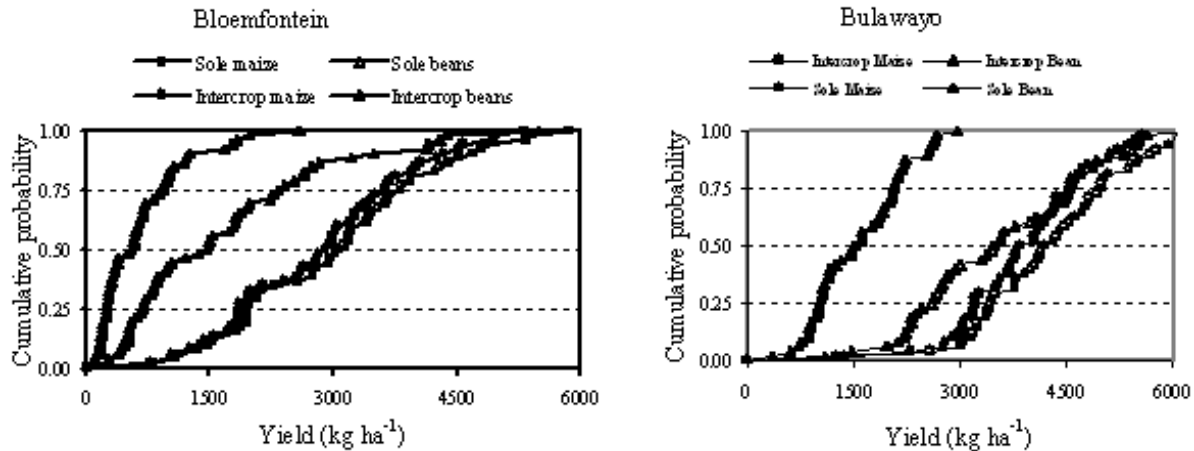 Bloemfontein
Sole maize Sole beans
Intercrop maize Intercrop beans
Cumulative probability
1.00
0.75
0.50
0.25
0.00
0 1500 3000 4500 6000
Yield (kg ha-1)
Bulawayo
Intercrop Maize Intercrop Bean
Sole Maize Sole Bean
Cumulative probability
1.00
0.75
0.50
0.25
0.00
0 1500 3000 4500 6000
Yield (kg ha-1)